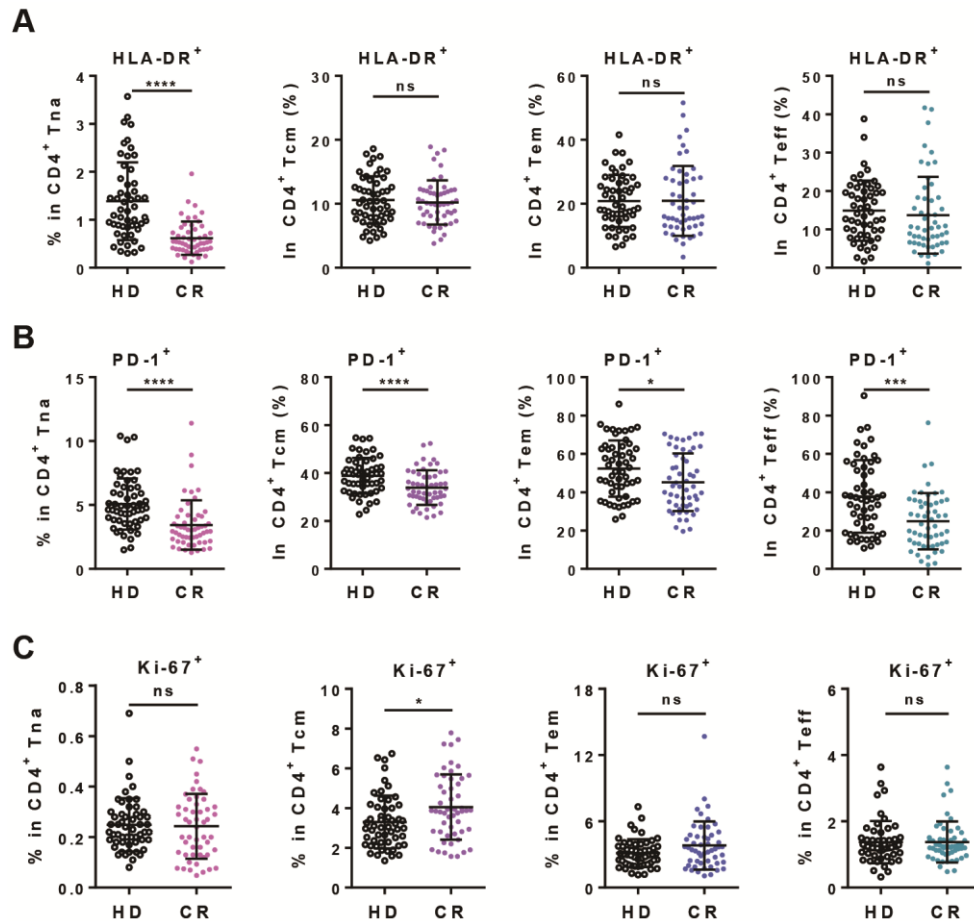 A
HLA-DR⁺
% in CD4⁺ Tna
4
3
2
1
0
****
HD
CR
HLA-DR⁺
In CD4⁺ Tcm (%)
30
20
10
0
ns
HD
CR
HLA-DR⁺
In CD4⁺ Tem (%)
60
40
20
0
ns
HD
CR
HLA-DR⁺
In CD4⁺ Teff (%)
50
40
30
20
10
0
ns
HD
CR
B
PD-1⁺
% in CD4⁺ Tna
15
10
5
0
****
HD
CR
PD-1⁺
In CD4⁺ Tcm (%)
80
60
40
20
0
****
HD
CR
PD-1⁺
In CD4⁺ Tem (%)
100
80
60
40
20
0
*
HD
CR
PD-1⁺
In CD4⁺ Teff (%)
100
80
60
40
20
0
***
HD
CR
C
Ki-67⁺
% in CD4⁺ Tna
0.8
0.6
0.4
0.2
0.0
ns
HD
CR
Ki-67⁺
% in CD4⁺ Tcm
10
8
6
4
2
0
*
HD
CR
Ki-67⁺
% in CD4⁺ Tem
18
12
6
0
ns
HD
CR
Ki-67⁺
% in CD4⁺ Teff
6
4
2
0
ns
HD
CR